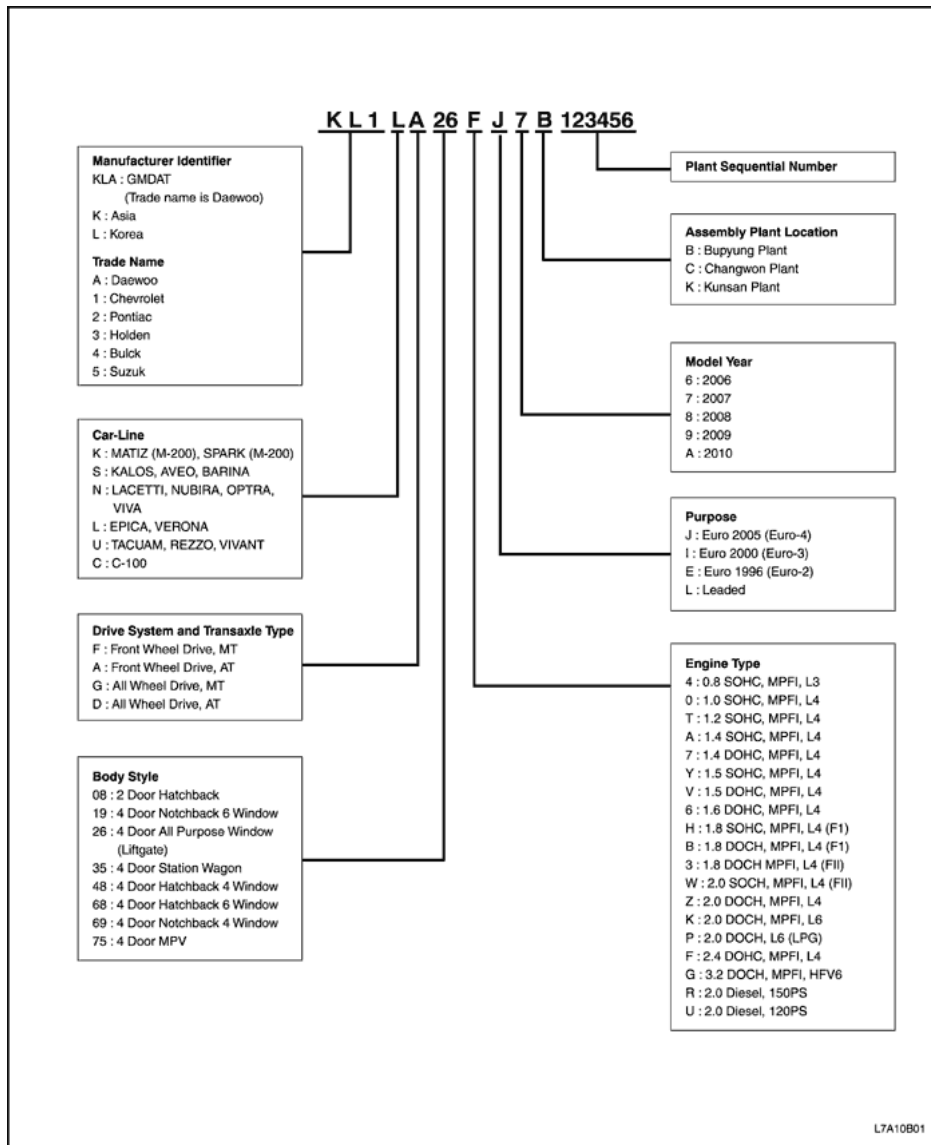 KL1LA26FJ7B123456
Manufacturer Identifier
KLA : GMDAT
(Trade name is Daewoo)
K : Asia
L : Korea
Trade Name
A : Daewoo
1 : Chevrolet
2 : Pontiac
3 : Holden
4 : Bulck
5 : Suzuk
Car-Line
K : MATIZ (M-200), SPARK (M-200)
S : KALOS, AVEO, BARINA
N : LACETTI, NUBIRA, OPTRA,
VIVA
L : EPICA, VERONA
U : TACUAM, REZZO, VIVANT
C : C-100
Drive System and Transaxle Type
F : Front Wheel Drive, MT
A : Front Wheel Drive, AT
G : All Wheel Drive, MT
D : All Wheel Drive, AT
Body Style
08 : 2 Door Hatchback
19 : 4 Door Notchback 6 Window
26 : 4 Door All Purpose Window
(Liftgate)
35 : 4 Door Station Wagon
48 : 4 Door Hatchback 4 Window
68 : 4 Door Hatchback 6 Window
69 : 4 Door Notchback 4 Window
75 : 4 Door MPV
Plant Sequential Number
Assembly Plant Location
B : Bupyung Plant
C : Changwon Plant
K : Kunsan Plant
Model Year
6 : 2006
7 : 2007
8 : 2008
9 : 2009
A : 2010
Purpose
J : Euro 2005 (Euro-4)
I : Euro 2000 (Euro-3)
E : Euro 1996 (Euro-2)
L : Leaded
Engine Type
4 : 0.8 SOHC, MPFI, L3
0 : 1.0 SOHC, MPFI, L4
T : 1.2 SOHC, MPFI, L4
A : 1.4 SOHC, MPFI, L4
7 : 1.4 DOHC, MPFI, L4
Y : 1.5 SOHC, MPFI, L4
V : 1.5 DOHC, MPFI, L4
6 : 1.6 DOHC, MPFI, L4
H : 1.8 SOHC, MPFI, L4 (F1)
B : 1.8 DOCH, MPFI, L4 (F1)
3 : 1.8 DOCH MPFI, L4 (FII)
W : 2.0 SOCH, MPFI, L4 (FII)
Z : 2.0 DOCH, MPFI, L4
K : 2.0 DOCH, MPFI, L6
P : 2.0 DOCH, L6 (LPG)
F : 2.4 DOHC, MPFI, L4
G : 3.2 DOCH, MPFI, HFV6
R : 2.0 Diesel, 150PS
U : 2.0 Diesel, 120PS
L7A10B01